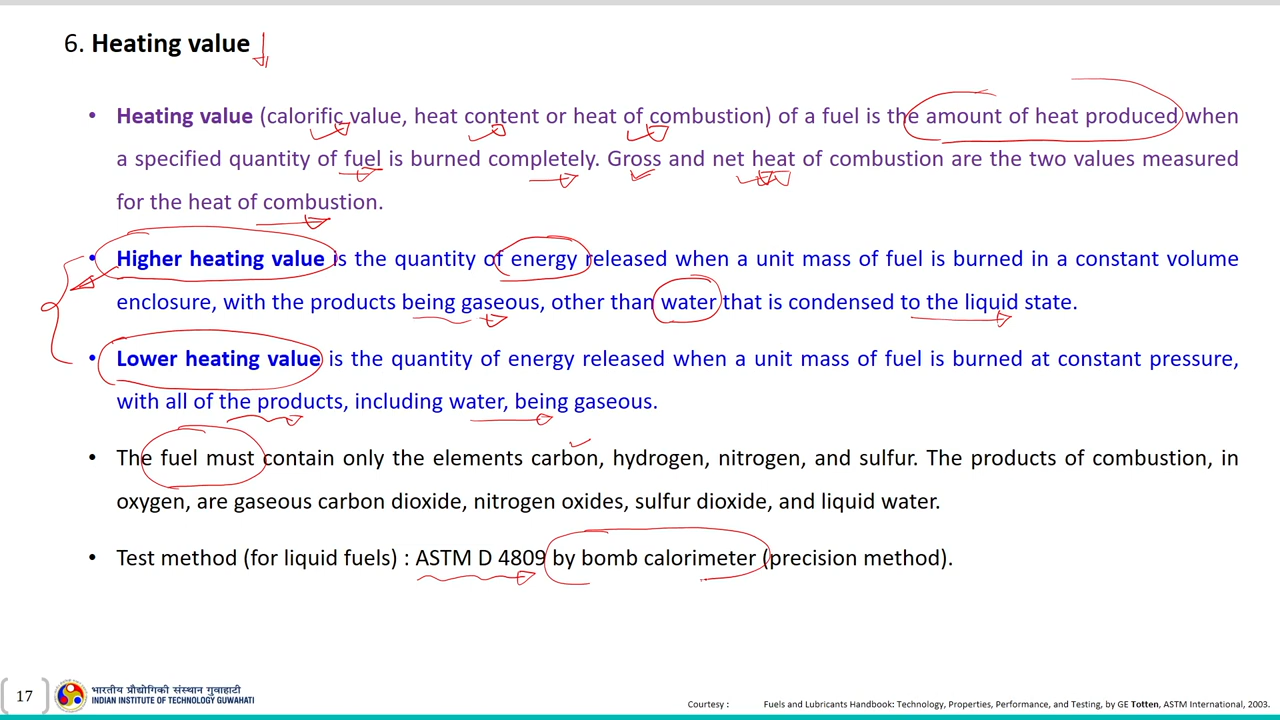 6. Heating value
• Heating value (calorific value, heat content or heat of combustion) of a fuel is the amount of heat produced when
a specified quantity of fuel is burned completely. Gross and net heat of combustion are the two values measured
for the heat of combustion.
• Higher heating value is the quantity of energy released when a unit mass of fuel is burned in a constant volume
enclosure, with the products being gaseous, other than water that is condensed to the liquid state.
• Lower heating value is the quantity of energy released when a unit mass of fuel is burned at constant pressure,
with all of the products, including water, being gaseous.
• The fuel must contain only the elements carbon, hydrogen, nitrogen, and sulfur. The products of combustion, in
oxygen, are gaseous carbon dioxide, nitrogen oxides, sulfur dioxide, and liquid water.
• Test method (for liquid fuels) : ASTM D 4809 by bomb calorimeter (precision method).
17
भारतीय प्रौद्योगिकी संस्थान गुवाहाटी
INDIAN INSTITUTE OF TECHNOLOGY GUWAHATI
Courtesy : Fuels and Lubricants Handbook: Technology, Properties, Performance, and Testing, by GE Totten, ASTM International, 2003.